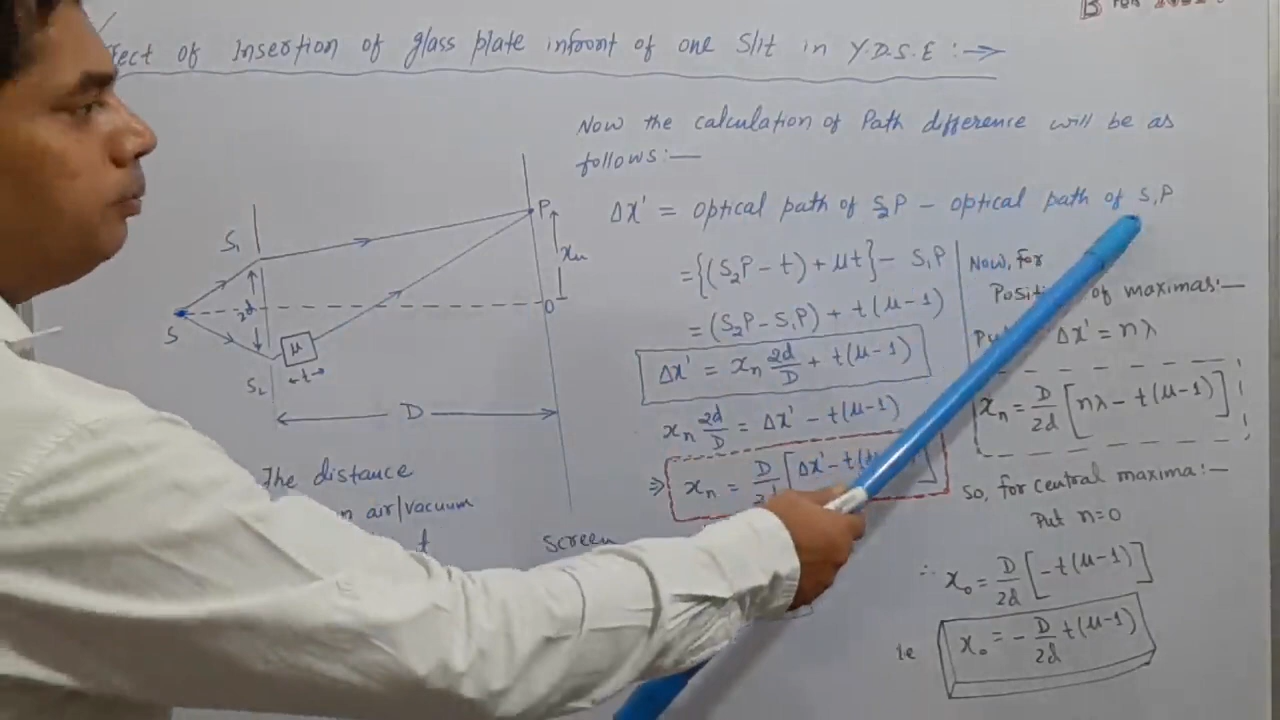 of Insertion of glass plate infront of one Slit in Y.D.S.E :→
B
Now the calculation of Path difference will be as
follows:—
Δx' = optical path of S₂P − optical path of S₁P
={(S₂P − t) + μt} − S₁P
= (S₂P − S₁P) + t(μ−1)
Δx' = xₙ 2d/D + t(μ−1)
xₙ 2d/D = Δx' − t(μ−1)
⇒ xₙ = D/2d [Δx' − t
Now, for
of maximas:—
Δx' = nλ
xₙ = D/2d [nλ − t(μ−1)]
So, for central maxima:—
Put n=0
∴ x₀ = D/2d [−t(μ−1)]
ie x₀ = − D/2d t(μ−1)
S₁
P
xₙ
2d
S
O
μ
t
S₂
D
The distance
air/vacuum
t
Screen